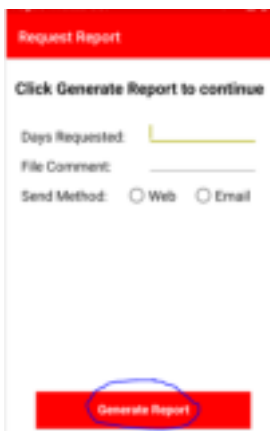 Request Report
Click Generate Report to continue
Days Requested:
File Comment:
Send Method: Web Email
Generate Report